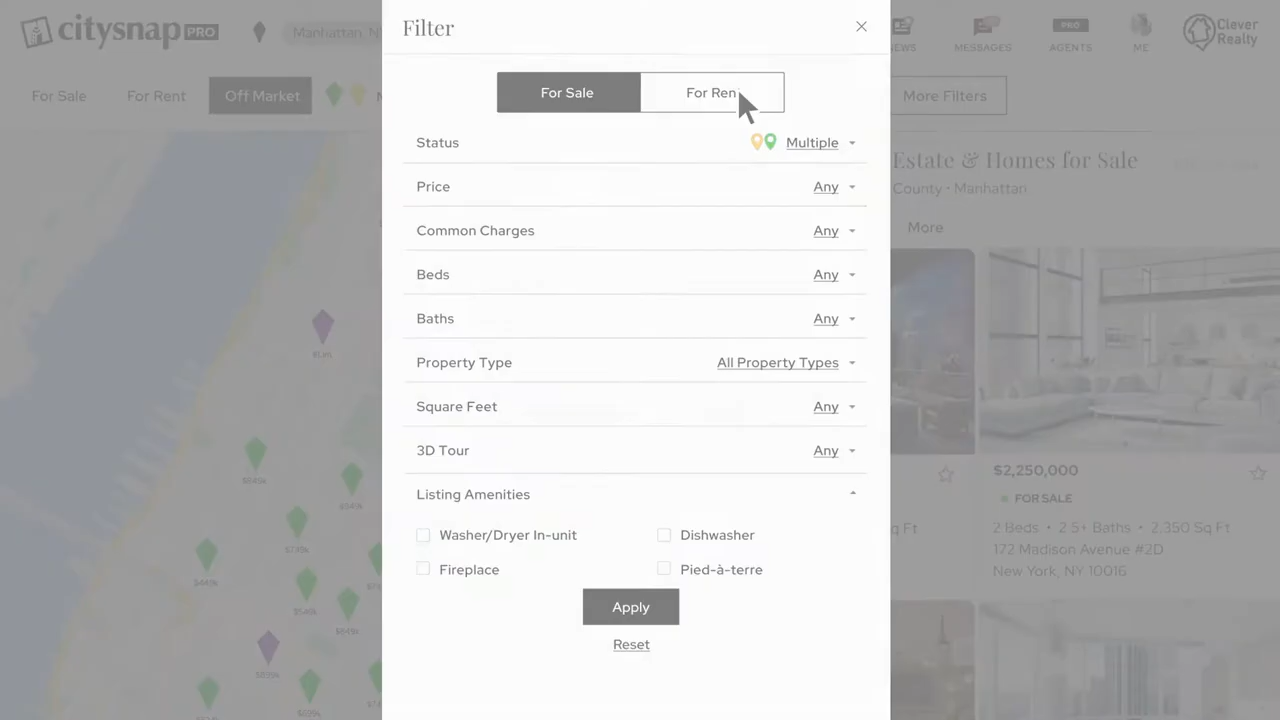 citysnap PRO
Manhattan, N
NEWS
MESSAGES
PRO
AGENTS
ME
Clever
Realty
For Sale
For Rent
Off Market
More Filters
Filter
For Sale
For Ren
Status
Multiple
Price
Any
Common Charges
Any
Beds
Any
Baths
Any
Property Type
All Property Types
Square Feet
Any
3D Tour
Any
Listing Amenities
Washer/Dryer In-unit
Dishwasher
Fireplace
Pied-à-terre
Apply
Reset
Estate & Homes for Sale
County • Manhattan
More
q Ft
$2,250,000
FOR SALE
2 Beds • 2.5+ Baths • 2,350 Sq Ft
172 Madison Avenue #2D
New York, NY 10016